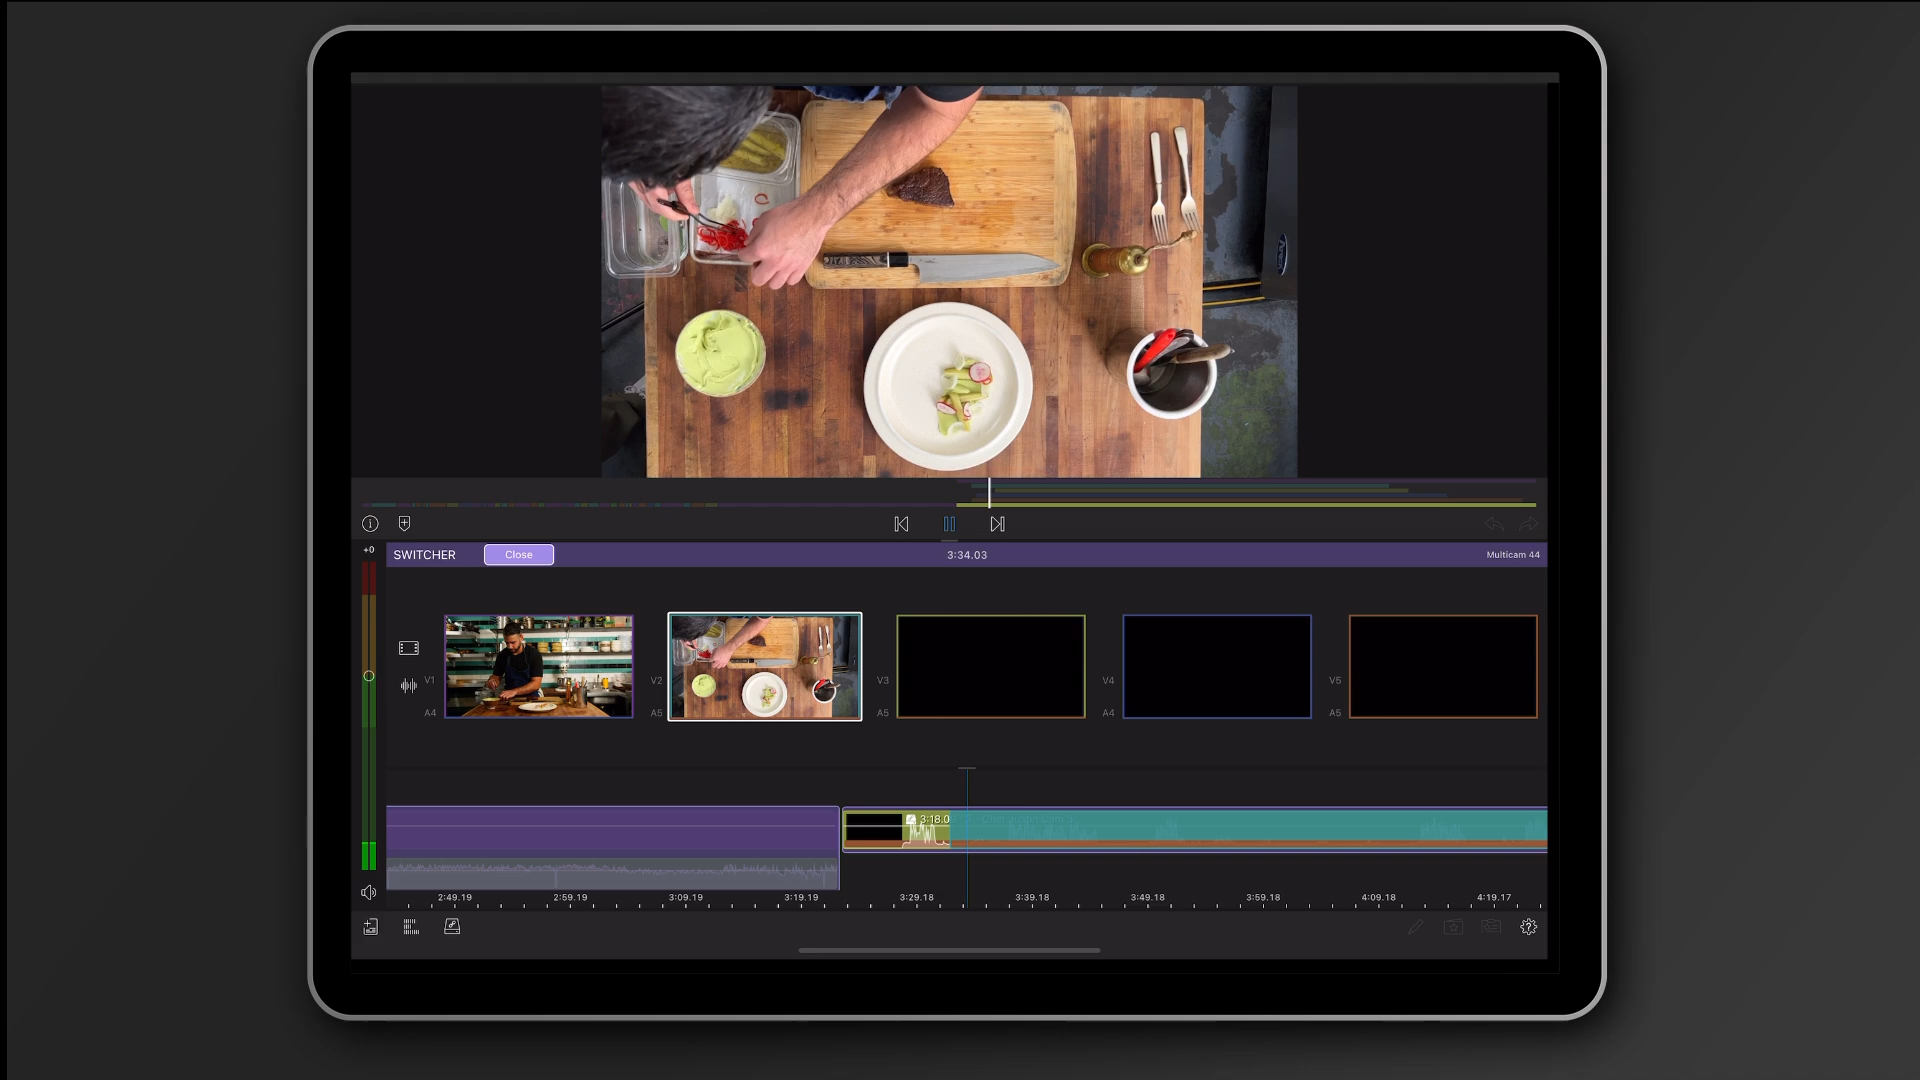 +0
SWITCHER
Close
3:34.03
Multicam 44
V1
A4
V2
A5
V3
A5
V4
A4
V5
A5
3:18.0
2:49.19
2:59.19
3:09.19
3:19.19
3:29.18
3:39.18
3:49.18
3:59.18
4:09.18
4:19.17